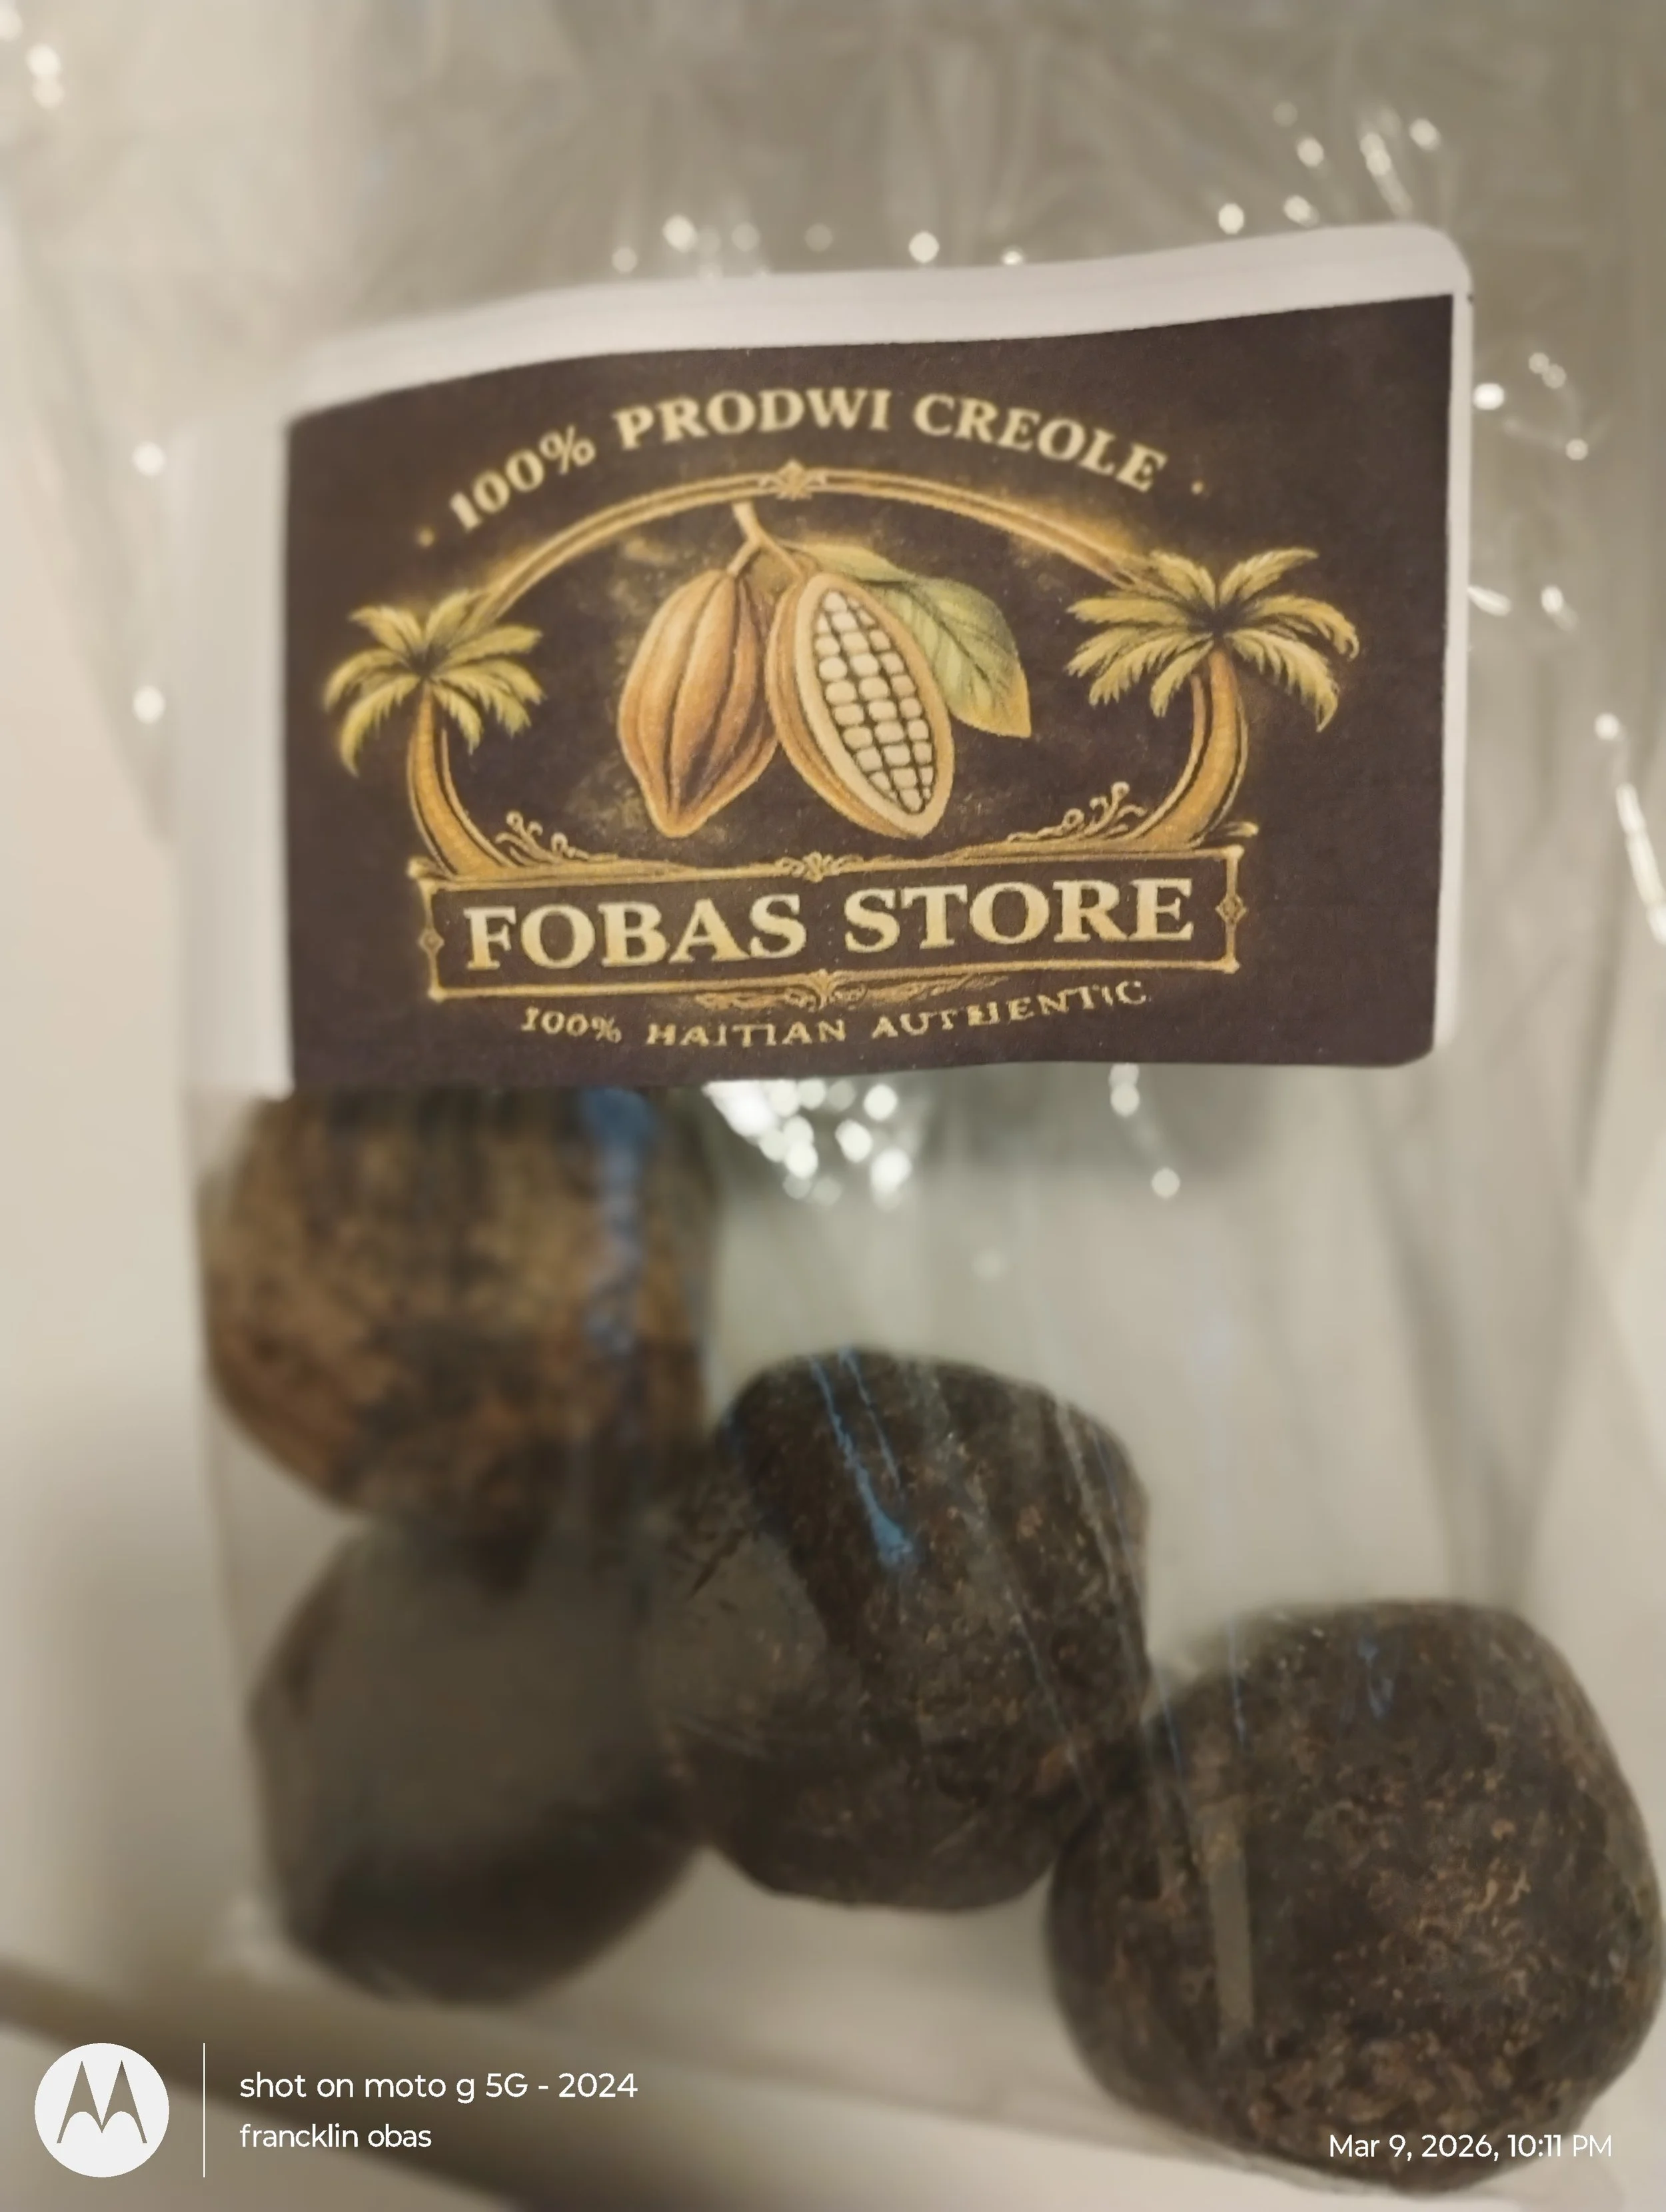 100% PRODWI CREOLE
FOBAS STORE
100% HAITIAN AUTHENTIC
shot on moto g 5G - 2024
francklin obas
Mar 9, 2026, 10:11 PM